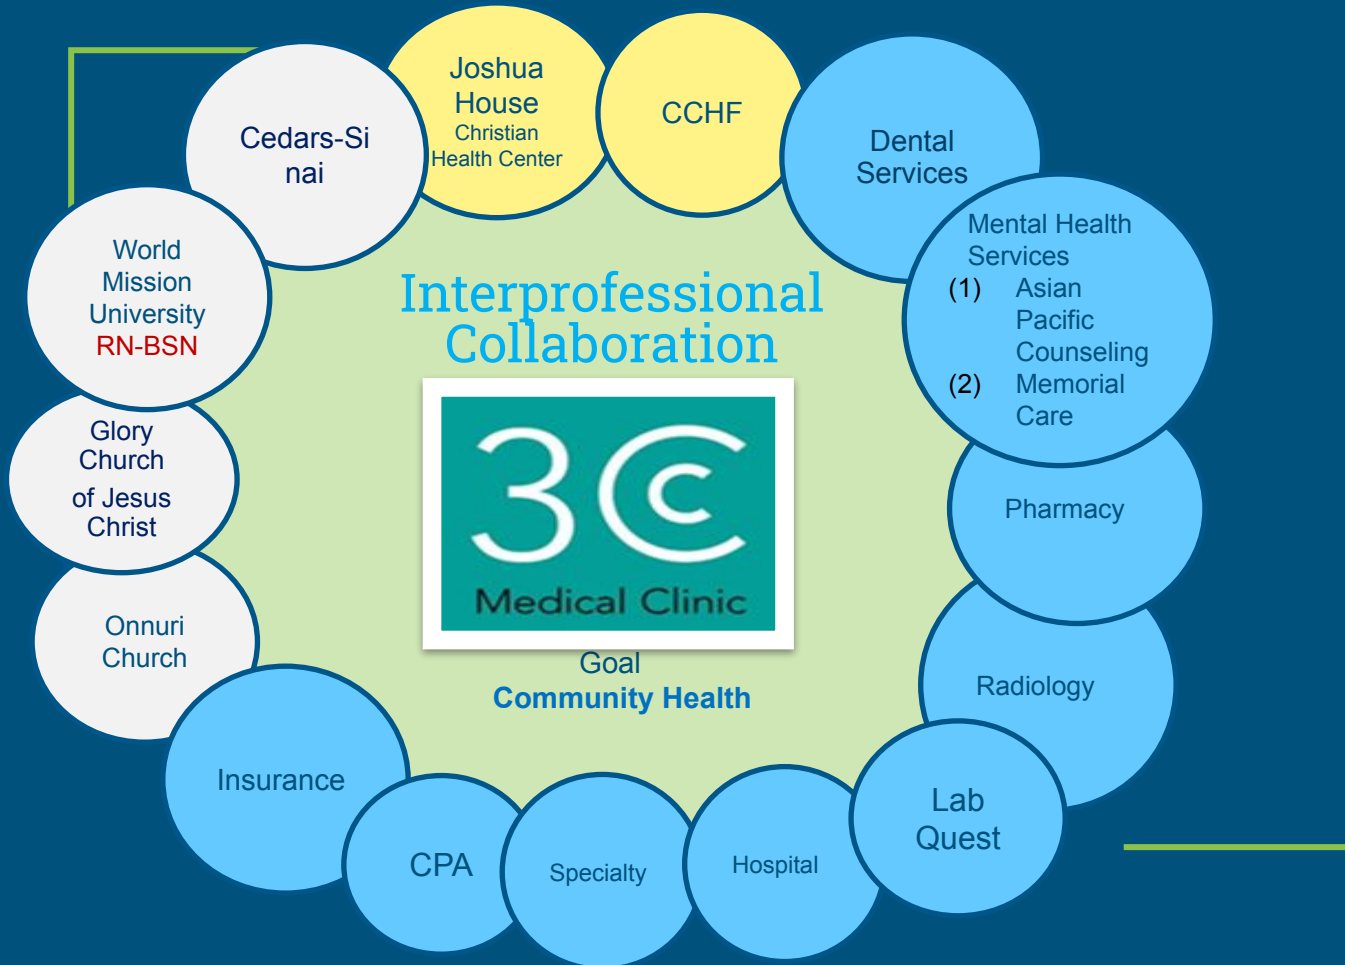 Joshua
House
Christian
Health Center
CCHF
Dental
Services
Cedars-Si
nai
Mental Health
Services
(1) Asian
Pacific
Counseling
(2) Memorial
Care
World
Mission
University
RN-BSN
Interprofessional
Collaboration
3CC
Medical Clinic
Goal
Community Health
Glory
Church
of Jesus
Christ
Pharmacy
Onnuri
Church
Radiology
Insurance
Lab
Quest
CPA
Specialty
Hospital